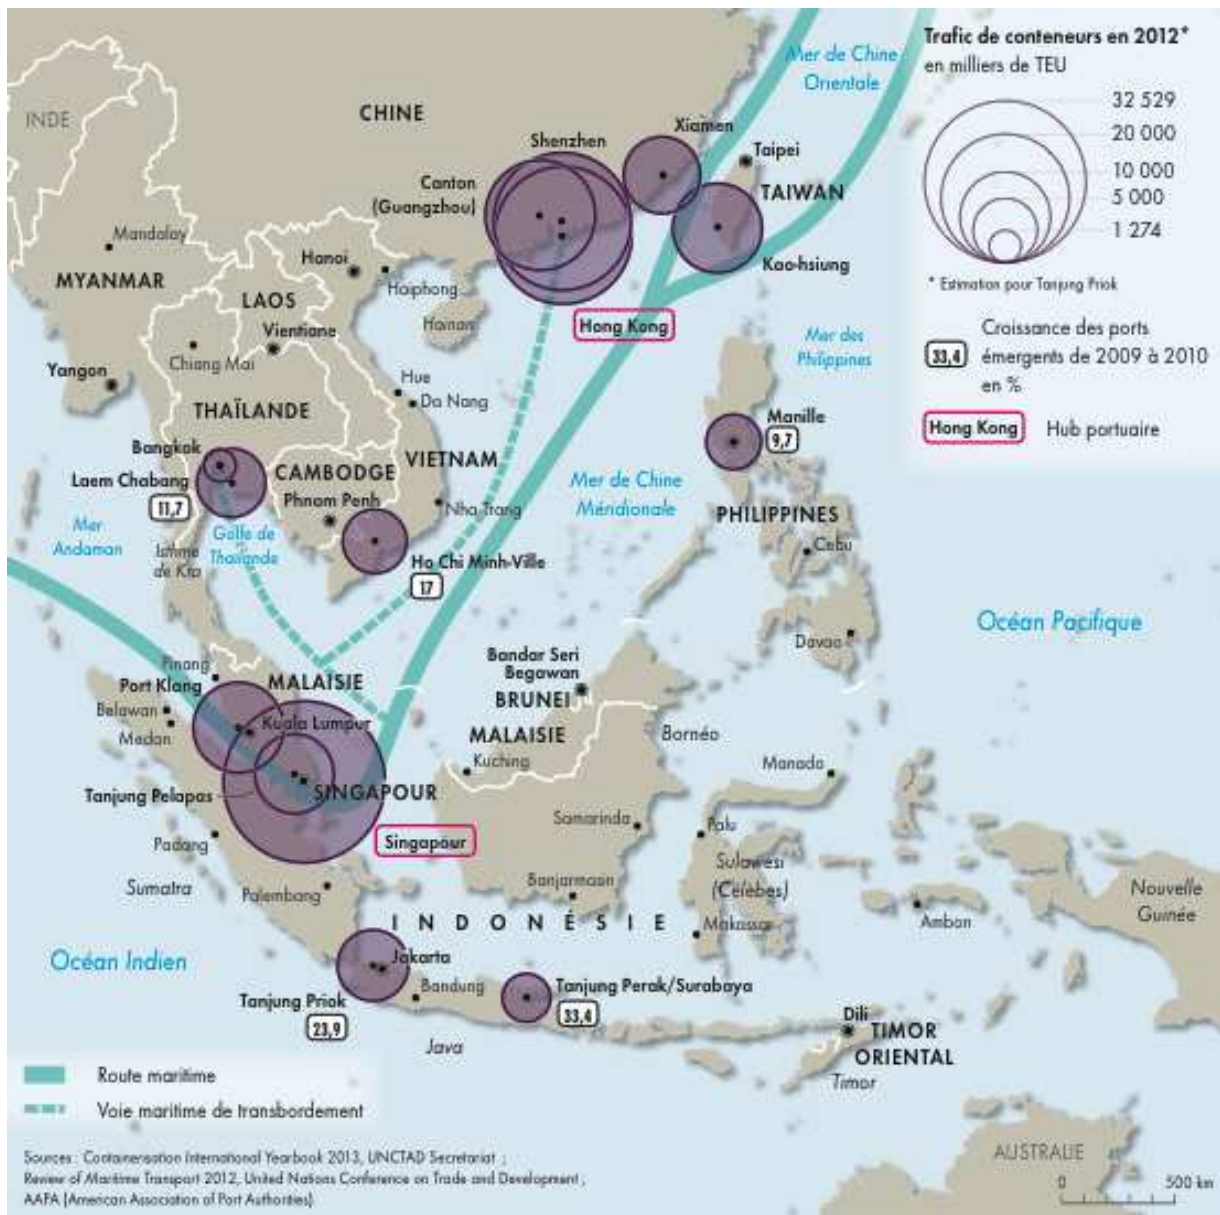 Trafic de conteneurs en 2012*
en milliers de TEU
32 529
20 000
10 000
5 000
1 274
* Estimation pour Tanjung Priok
33,4
Croissance des ports
émergents de 2009 à 2010
en %
Hong Kong
Hub portuaire
Mer de Chine
Orientale
INDE
CHINE
Shenzhen
Xiamen
Taipei
TAIWAN
Canton
(Guangzhou)
Kao-hsiung
Mandalay
MYANMAR
Hanoi
Haiphong
Hainan
LAOS
Vientiane
Hong Kong
Mer des
Philippines
Chiang Mai
Yangon
Hue
Da Nang
THAÏLANDE
Manille
9,7
Bangkok
Laem Chabang
11,7
CAMBODGE
Phnom Penh
VIETNAM
Nha Trang
Mer de Chine
Méridionale
PHILIPPINES
Cebu
Mer
Andaman
Isthme
de Kra
Golfe de
Thaïlande
Ho Chi Minh-Ville
17
Océan Pacifique
Davao
Pinang
Port Klang
MALAISIE
Bandar Seri
Begawan
BRUNEI
Belawan
Medan
Kuala Lumpur
MALAISIE
Kuching
Bornéo
Manado
Tanjung Pelapas
SINGAPOUR
Singapour
Samarinda
Palu
Padang
Sulawesi
(Célèbes)
Sumatra
Palembang
Banjarmasin
INDONÉSIE
Makassar
Ambon
Nouvelle
Guinée
Océan Indien
Jakarta
Tanjung Priok
23,9
Bandung
Tanjung Perak/Surabaya
33,4
Java
Dili
TIMOR
ORIENTAL
Timor
Route maritime
Voie maritime de transbordement
AUSTRALIE
0 500 km
Sources : Containerisation International Yearbook 2013, UNCTAD Secretariat ;
Review of Maritime Transport 2012, United Nations Conference on Trade and Development ;
AAPA (American Association of Port Authorities).